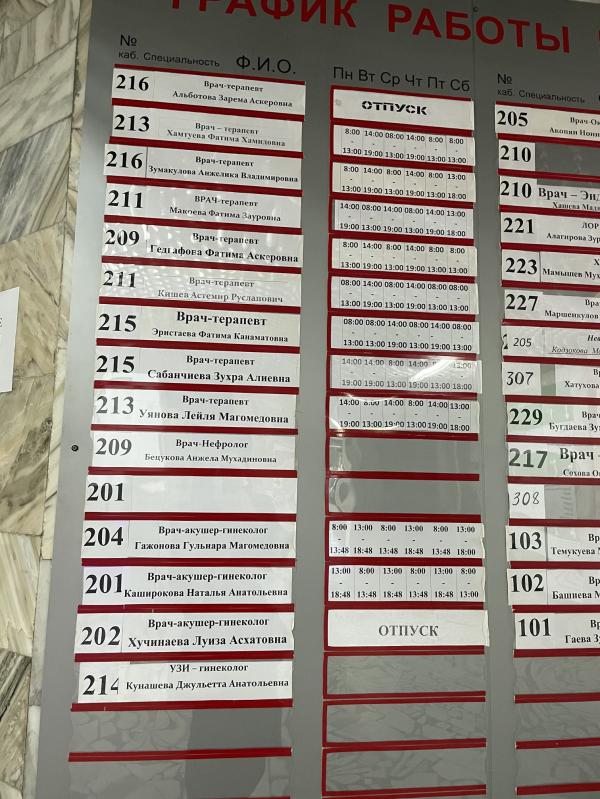 ГРАФИК РАБОТЫ
№
каб. Специальность Ф.И.О.
216 Врач-терапевт
Альботова Зарема Аскеровна
213 Врач – терапевт
Хамтуева Фатима Хамидовна
216 Врач-терапевт
Зумакулова Анжелика Владимировна
211 ВРАЧ-терапевт
Макоева Фатима Зауровна
209 Врач-терапевт
Гедгафова Фатима Аскеровна
211 Врач-терапевт
Кишев Астемир Русланович
215 Врач-терапевт
Эристаева Фатима Канаматовна
215 Врач-терапевт
Сабанчиева Зухра Алиевна
213 Врач-терапевт
Уянова Лейля Магомедовна
209 Врач-Нефролог
Бецукова Анжела Мухадиновна
201
204 Врач-акушер-гинеколог
Гажонова Гульнара Магомедовна
201 Врач-акушер-гинеколог
Каширокова Наталья Анатольевна
202 Врач-акушер-гинеколог
Хучинаева Луиза Асхатовна
214 УЗИ – гинеколог
Кунашева Джульетта Анатольевна
Пн Вт Ср Чт Пт Сб
ОТПУСК
8:00 14:00 08:00 14:00 8:00 8:00
- - - - - -
13:00 19:00 13:00 19:00 13:00 13:00
8:00 14:00 8:00 14:00 8:00 13:00
- - - - - -
13:00 19:00 13:00 19:00 13:00 18:00
14:00 08:00 14:00 08:00 14:00 13:00
- - - - - -
19:00 13:00 19:00 13:00 19:00 18:00
8:00 14:00 8:00 14:00 8:00 8:00
- - - - - -
13:00 19:00 13:00 19:00 13:00 13:00
08:00 14:00 08:00 14:00 08:00 08:00
- - - - - -
13:00 19:00 13:00 19:00 13:00 13:00
08:00 08:00 08:00 14:00 08:00 08:00
- - - - - -
13:00 13:00 13:00 19:00 13:00 13:00
14:00 14:00 08:00 08:00 14:00 13:00
- - - - - -
19:00 19:00 13:00 13:00 19:00 18:00
14:00 8:00 14:00 8:00 14:00 13:00
- - - - - -
19:00 13:00 19:00 13:00 19:00 18:00
8:00 13:00 8:00 13:00 8:00 13:00
- - - - - -
13:48 18:48 13:48 18:48 13:48 18:00
13:00 8:00 13:00 8:00 13:00 8:00
- - - - - -
18:48 13:48 18:48 13:48 18:48 13:00
ОТПУСК
№
каб. Специальность
205 Врач-О
Авопян
210
210 Врач – Энд
Хашева
221 ЛОР
Алагирова Зур
223
Мамышев Мух
227 Вра
Маршенкулов
205 Не
Кадзокова
307
Хатухова
229
Бугдаева Зу
217 Врач
Сохова О
308
103
Темукуева М
102
Башиева М
101
Гаева З